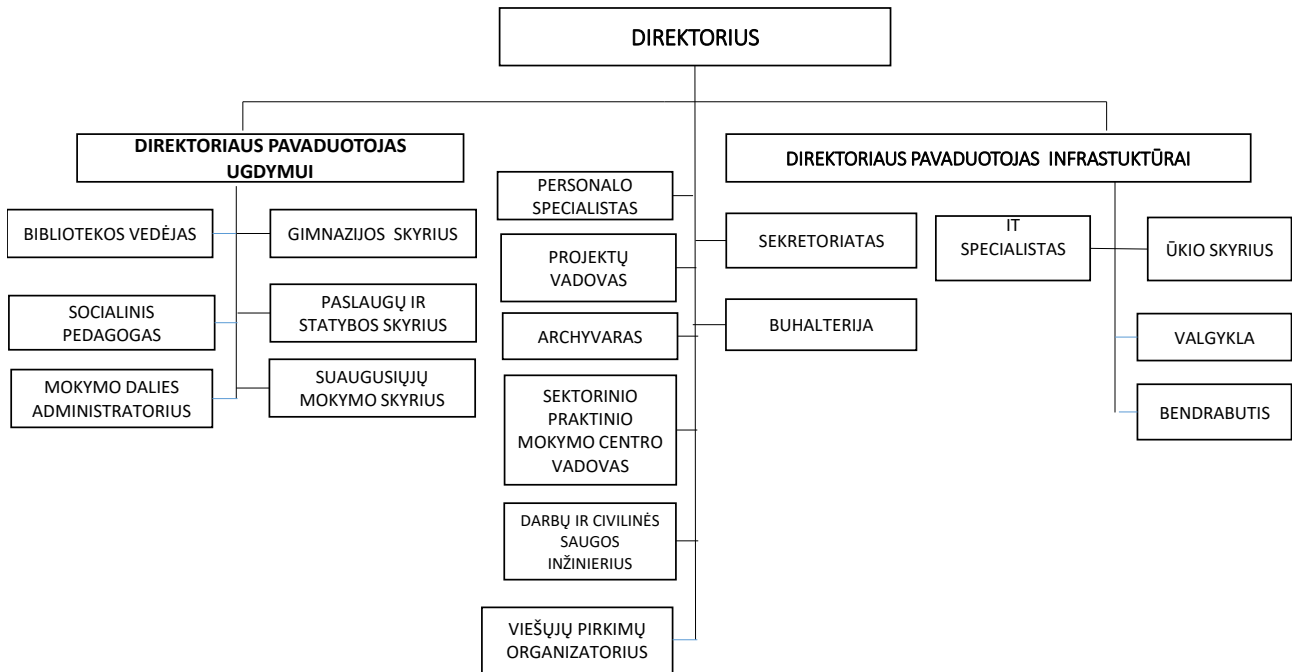 DIREKTORIUS
DIREKTORIAUS PAVADUOTOJAS
UGDYMUI
BIBLIOTEKOS VEDĖJAS
GIMNAZIJOS SKYRIUS
SOCIALINIS
PEDAGOGAS
PASLAUGŲ IR
STATYBOS SKYRIUS
MOKYMO DALIES
ADMINISTRATORIUS
SUAUGUSIŲJŲ
MOKYMO SKYRIUS
PERSONALO
SPECIALISTAS
SEKRETORIATAS
PROJEKTŲ
VADOVAS
BUHALTERIJA
ARCHYVARAS
SEKTORINIO
PRAKTINIO
MOKYMO CENTRO
VADOVAS
DARBŲ IR CIVILINĖS
SAUGOS
INŽINIERIUS
VIEŠŲJŲ PIRKIMŲ
ORGANIZATORIUS
DIREKTORIAUS PAVADUOTOJAS INFRASTUKTŪRAI
IT
SPECIALISTAS
ŪKIO SKYRIUS
VALGYKLA
BENDRABUTIS